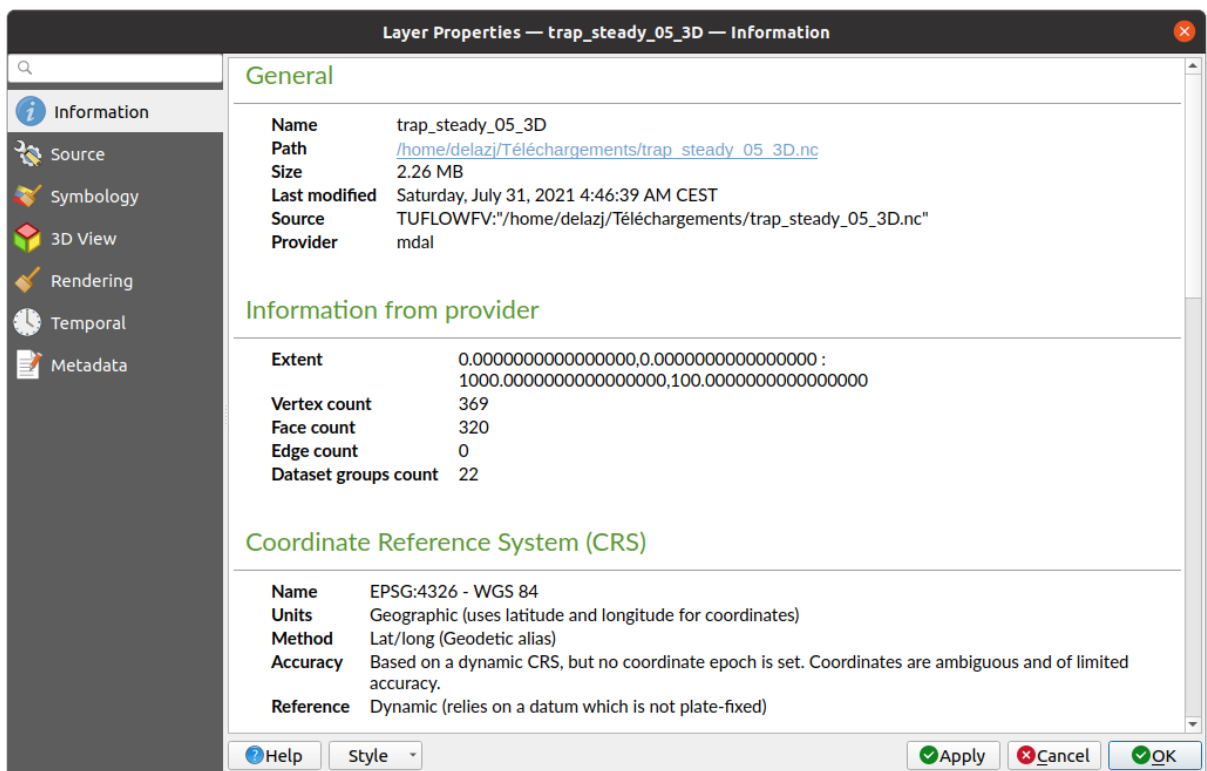 Layer Properties — trap_steady_05_3D — Information
Information
Source
Symbology
3D View
Rendering
Temporal
Metadata
General
Name trap_steady_05_3D
Path /home/delazj/Téléchargements/trap_steady_05_3D.nc
Size 2.26 MB
Last modified Saturday, July 31, 2021 4:46:39 AM CEST
Source TUFLOWFV:"/home/delazj/Téléchargements/trap_steady_05_3D.nc"
Provider mdal
Information from provider
Extent 0.0000000000000000,0.0000000000000000 :
1000.0000000000000000,100.0000000000000000
Vertex count 369
Face count 320
Edge count 0
Dataset groups count 22
Coordinate Reference System (CRS)
Name EPSG:4326 - WGS 84
Units Geographic (uses latitude and longitude for coordinates)
Method Lat/long (Geodetic alias)
Accuracy Based on a dynamic CRS, but no coordinate epoch is set. Coordinates are ambiguous and of limited
accuracy.
Reference Dynamic (relies on a datum which is not plate-fixed)
Help Style Apply Cancel OK